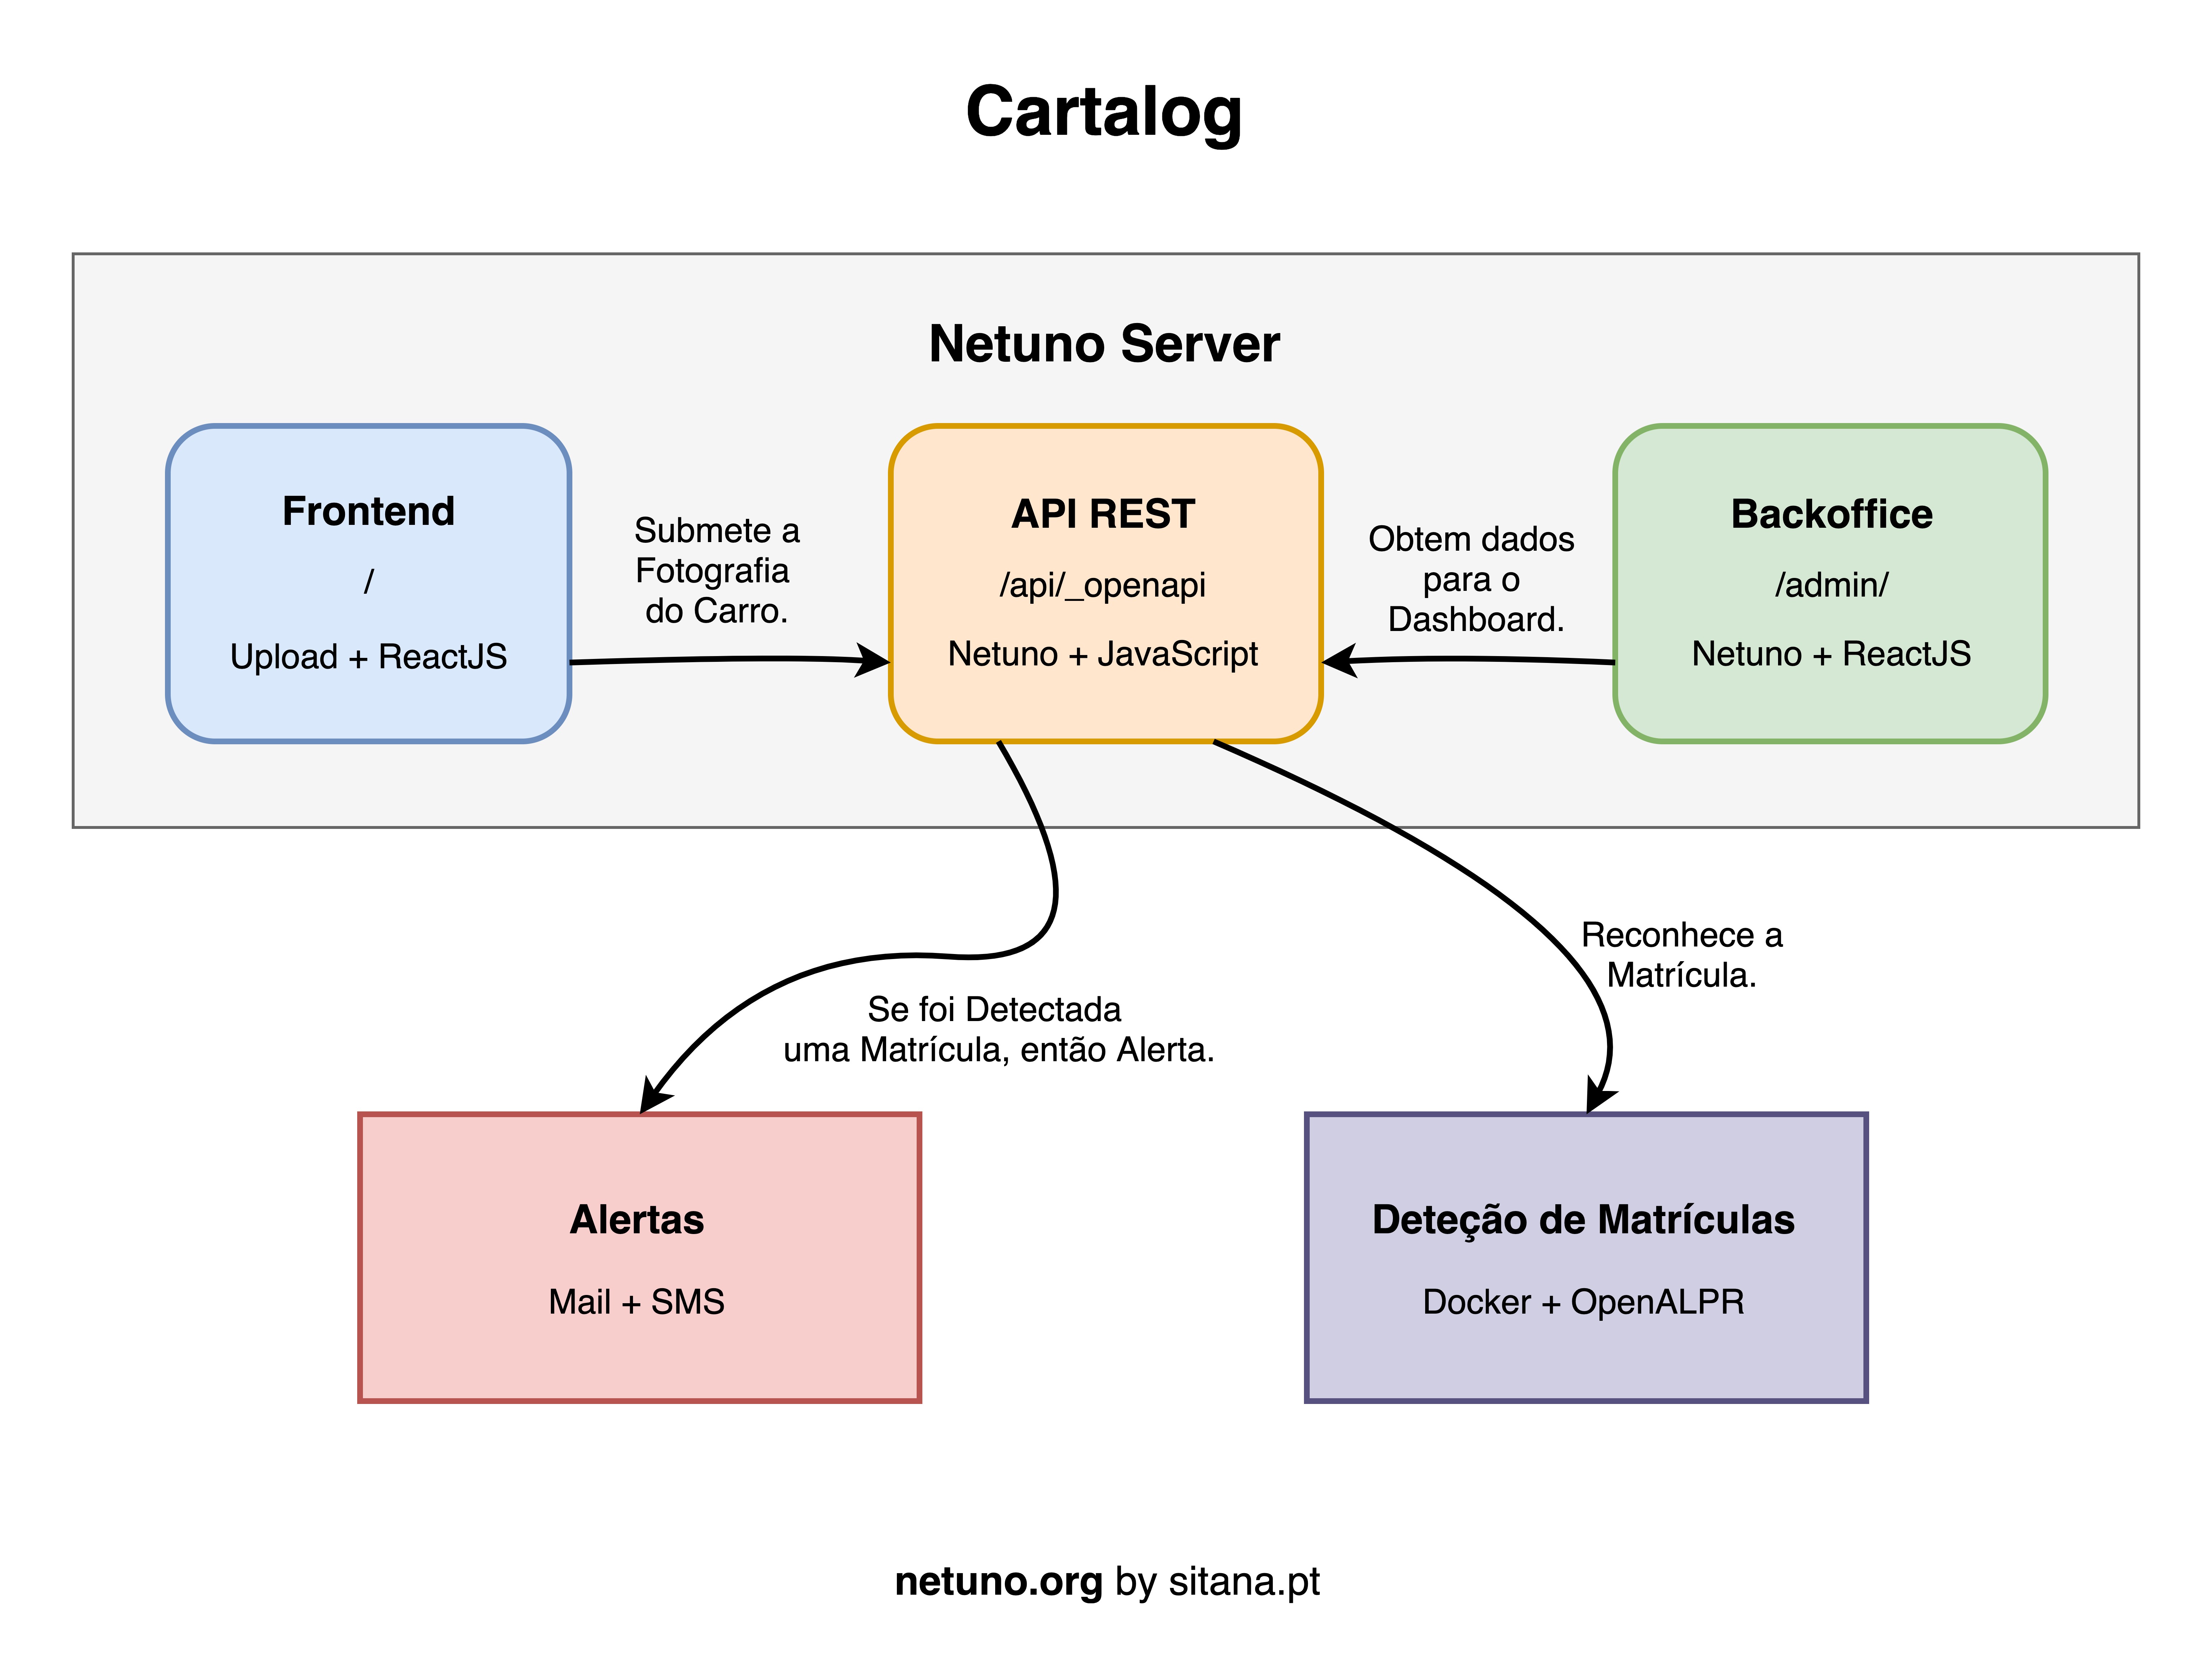 Cartalog
Netuno Server
Frontend
/
Upload + ReactJS
Submete a
Fotografia
do Carro.
API REST
/api/_openapi
Netuno + JavaScript
Obtem dados
para o
Dashboard.
Backoffice
/admin/
Netuno + ReactJS
Reconhece a
Matrícula.
Se foi Detectada
uma Matrícula, então Alerta.
Alertas
Mail + SMS
Deteção de Matrículas
Docker + OpenALPR
netuno.org by sitana.pt